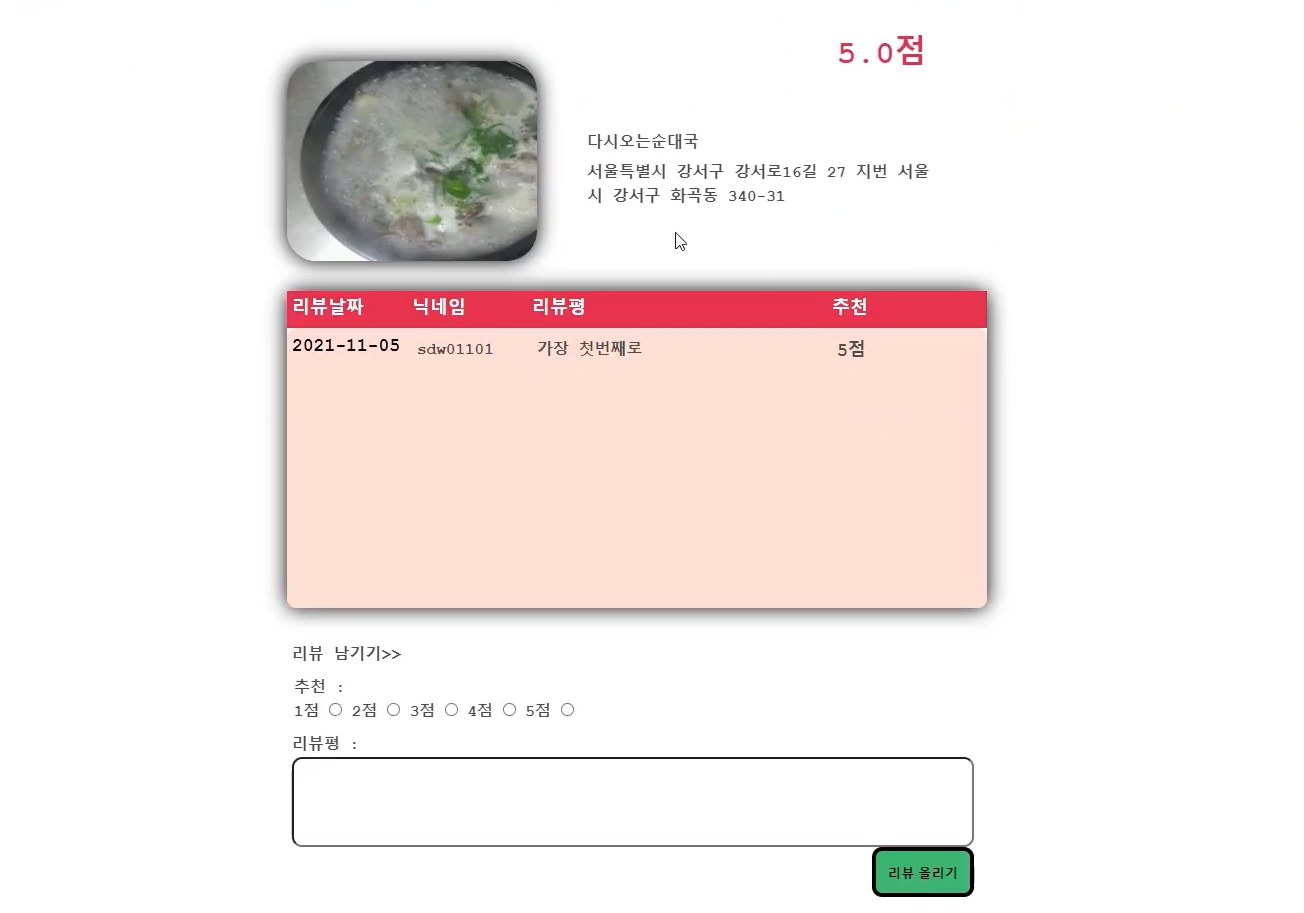 5.0점
다시오는순대국
서울특별시 강서구 강서로16길 27 지번 서울
시 강서구 화곡동 340-31
리뷰날짜 닉네임 리뷰평 추천
2021-11-05 sdw01101 가장 첫번째로 5점
리뷰 남기기>>
추천 :
1점 2점 3점 4점 5점
리뷰평 :
리뷰 올리기